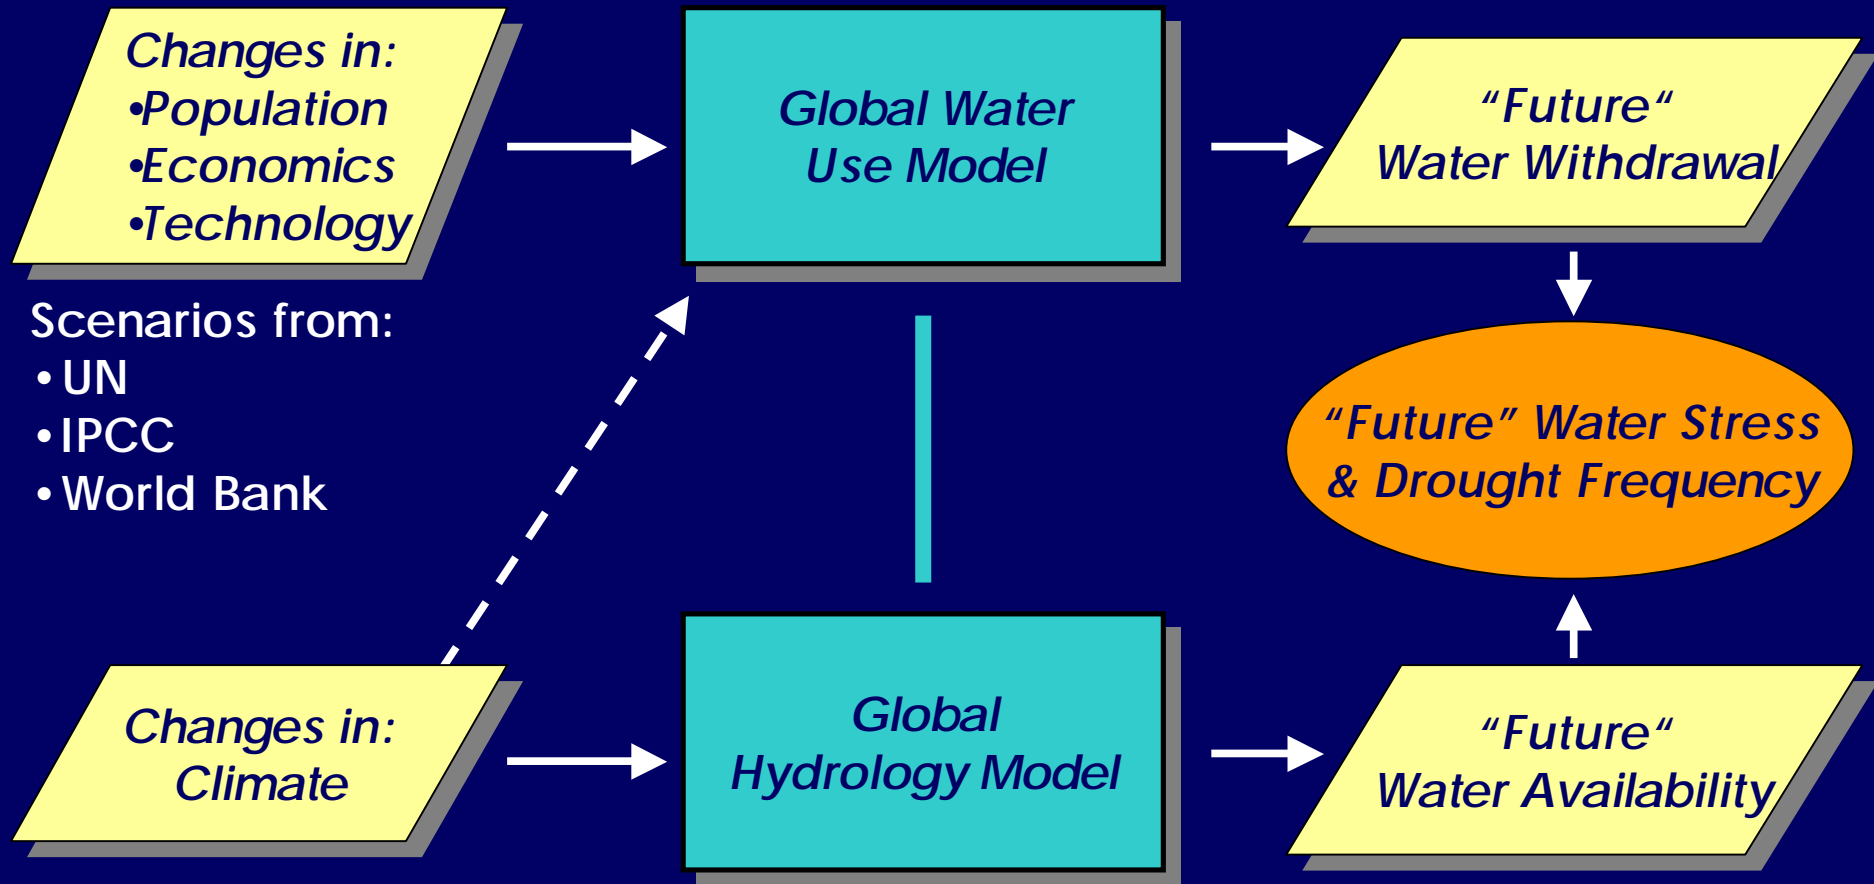 Changes in:
•Population
•Economics
•Technology
Scenarios from:
•UN
•IPCC
•World Bank
Changes in:
Climate
Global Water
Use Model
Global
Hydrology Model
“Future“
Water Withdrawal
“Future” Water Stress
& Drought Frequency
“Future“
Water Availability